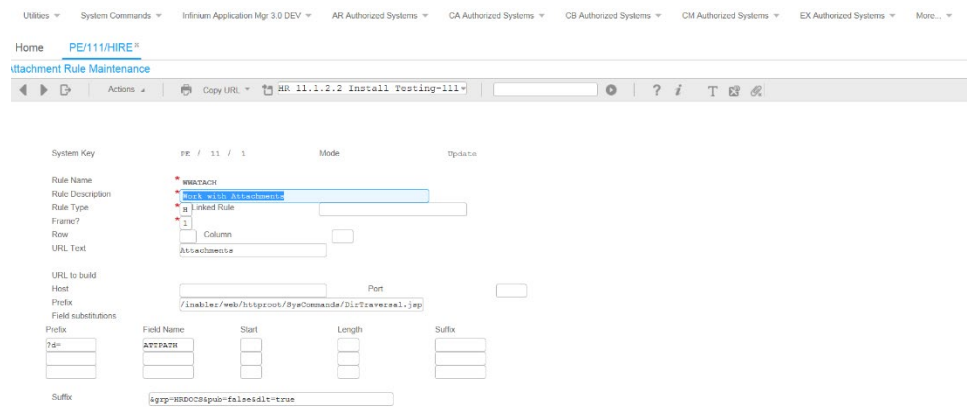 Utilities System Commands Infinium Application Mgr 3.0 DEV AR Authorized Systems CA Authorized Systems CB Authorized Systems CM Authorized Systems EX Authorized Systems More...
Home PE/111/HIRE
Attachment Rule Maintenance
Actions Copy URL HR 11.1.2.2 Install Testing-111
System Key PE / 11 / 1 Mode Update
Rule Name * WWATACH
Rule Description * Work with Attachments
Rule Type * H Linked Rule
Frame? * 1
Row Column
URL Text Attachments
URL to build
Host Port
Prefix /inabler/web/httproot/SysCommands/DirTraversal.jsp
Field substitutions
Prefix Field Name Start Length Suffix
?d= ATTPATH
Suffix &grp=HRDOCS&pub=false&dlt=true